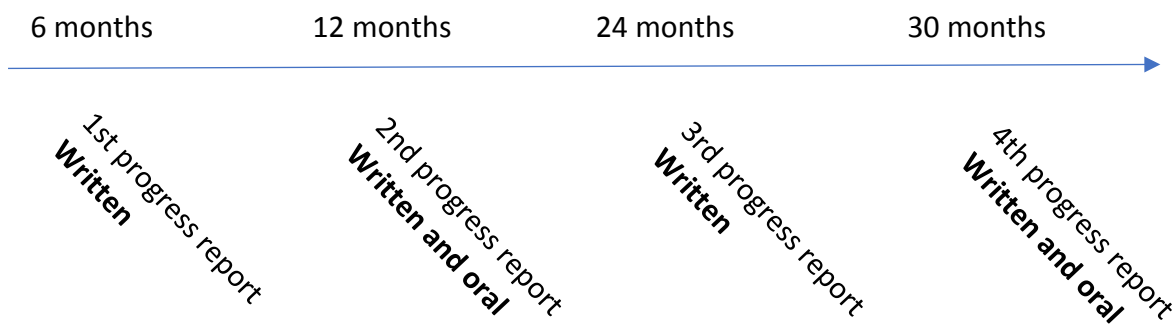 6 months
12 months
24 months
30 months
1st progress report
Written
2nd progress report
Written and oral
3rd progress report
Written
4th progress report
Written and oral